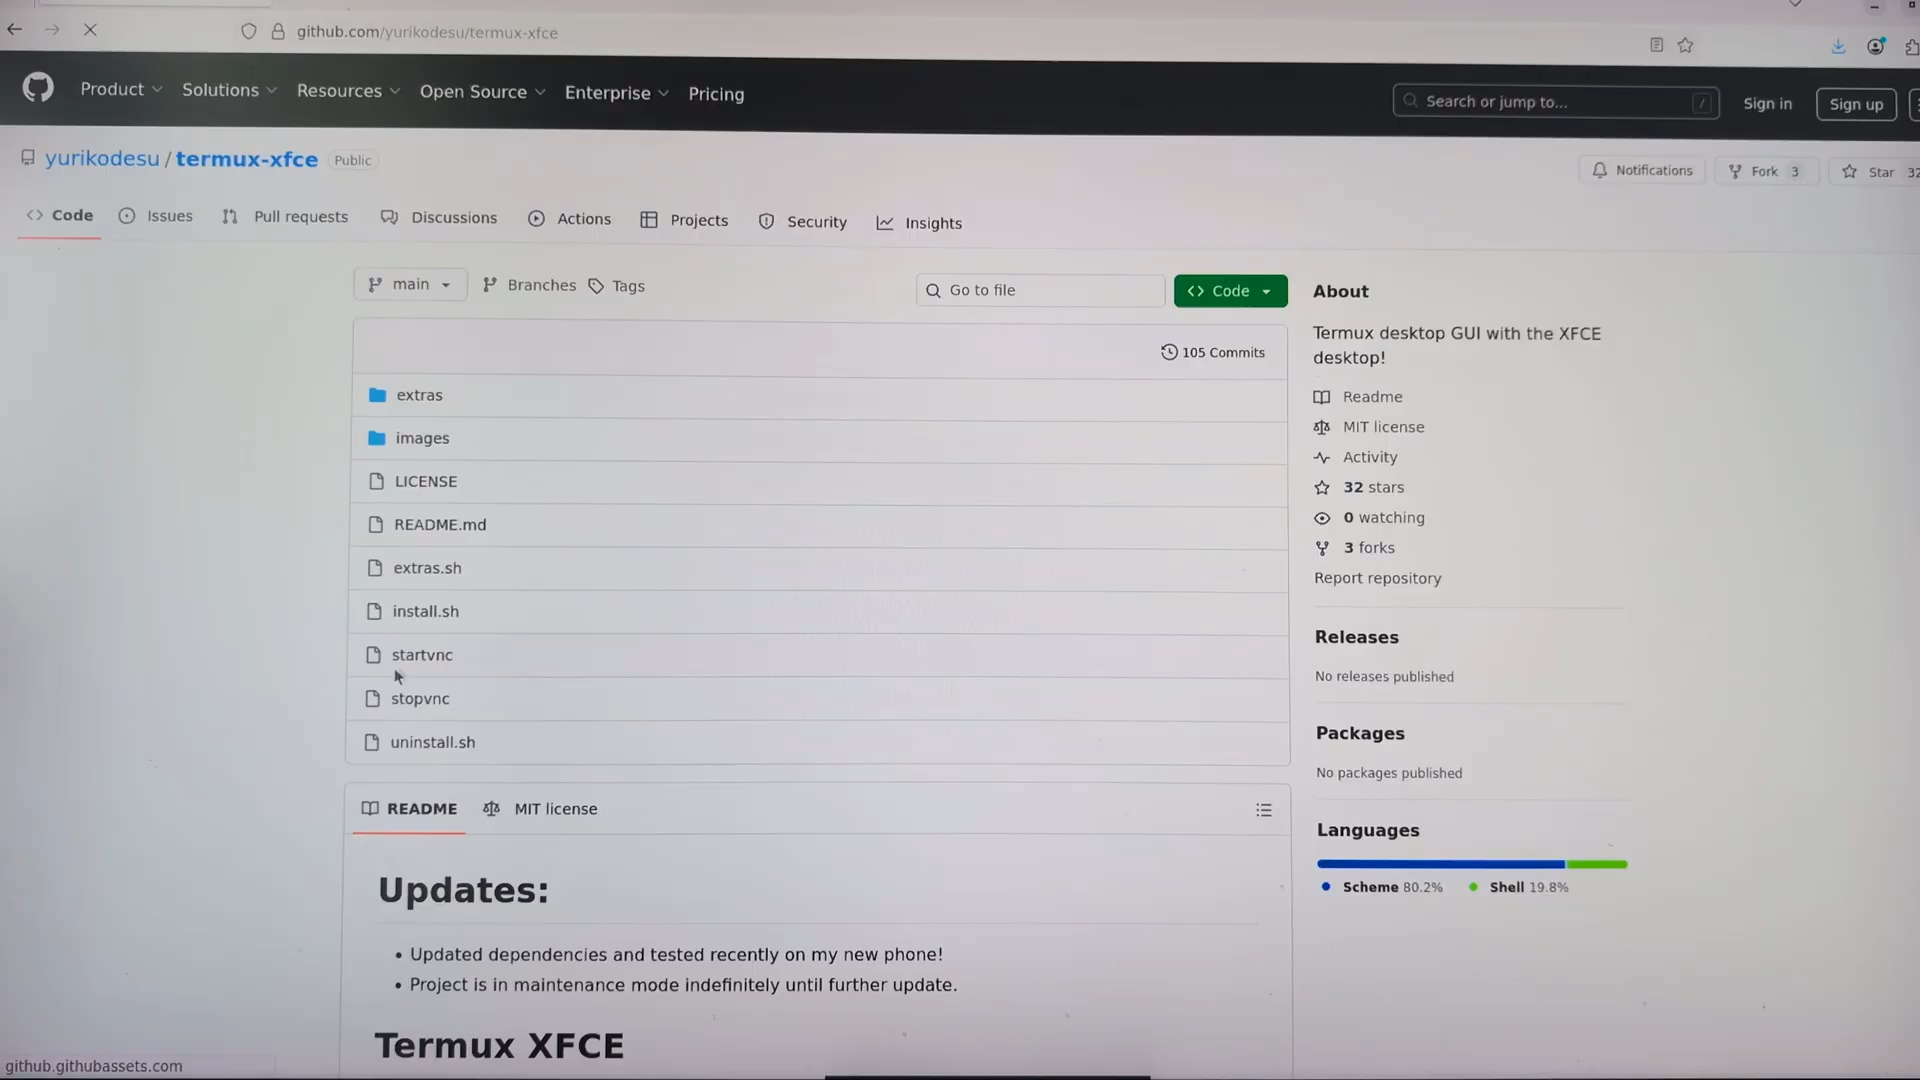 github.com/yurikodesu/termux-xfce
Product Solutions Resources Open Source Enterprise Pricing
Search or jump to... /
Sign in
Sign up
yurikodesu / termux-xfce Public
Notifications
Fork 3
Star 32
Code Issues Pull requests Discussions Actions Projects Security Insights
main Branches Tags
Go to file
Code
105 Commits
extras
images
LICENSE
README.md
extras.sh
install.sh
startvnc
stopvnc
uninstall.sh
README MIT license
Updates:
• Updated dependencies and tested recently on my new phone!
• Project is in maintenance mode indefinitely until further update.
Termux XFCE
About
Termux desktop GUI with the XFCE
desktop!
Readme
MIT license
Activity
32 stars
0 watching
3 forks
Report repository
Releases
No releases published
Packages
No packages published
Languages
Scheme 80.2% Shell 19.8%
github.githubassets.com